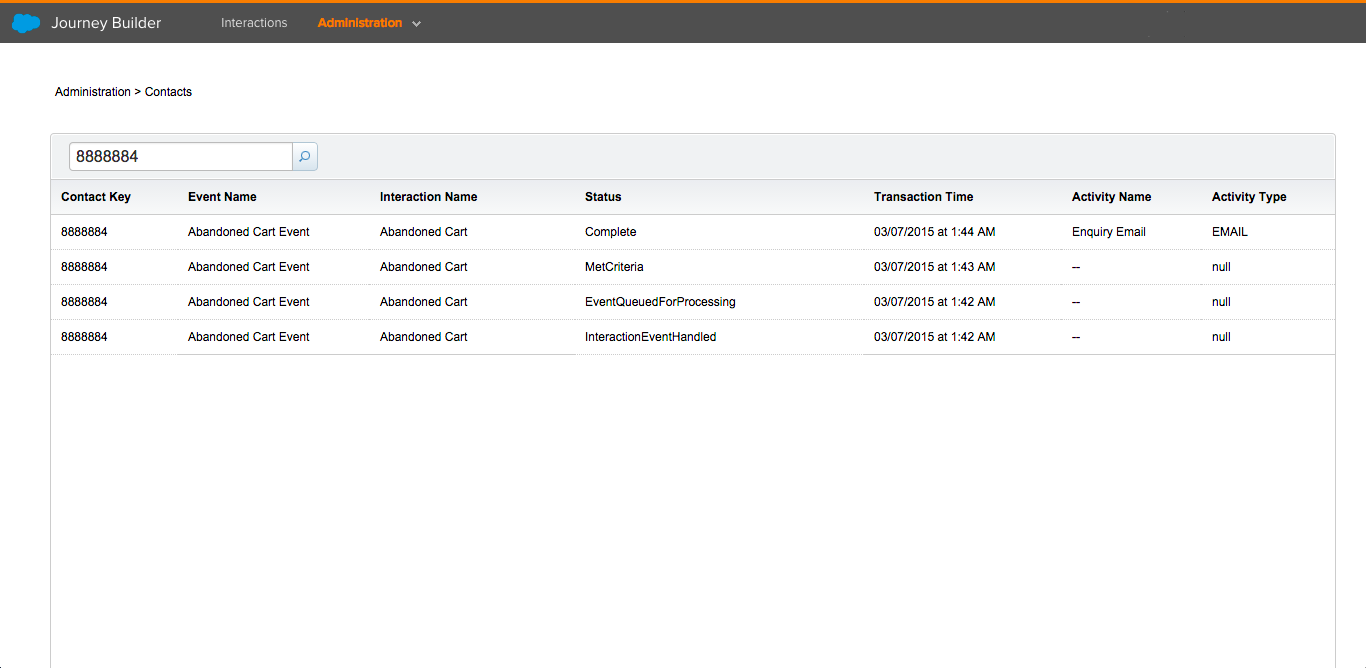 Journey Builder Interactions Administration
Administration > Contacts
8888884
Contact Key Event Name Interaction Name Status Transaction Time Activity Name Activity Type
8888884 Abandoned Cart Event Abandoned Cart Complete 03/07/2015 at 1:44 AM Enquiry Email EMAIL
8888884 Abandoned Cart Event Abandoned Cart MetCriteria 03/07/2015 at 1:43 AM -- null
8888884 Abandoned Cart Event Abandoned Cart EventQueuedForProcessing 03/07/2015 at 1:42 AM -- null
8888884 Abandoned Cart Event Abandoned Cart InteractionEventHandled 03/07/2015 at 1:42 AM -- null